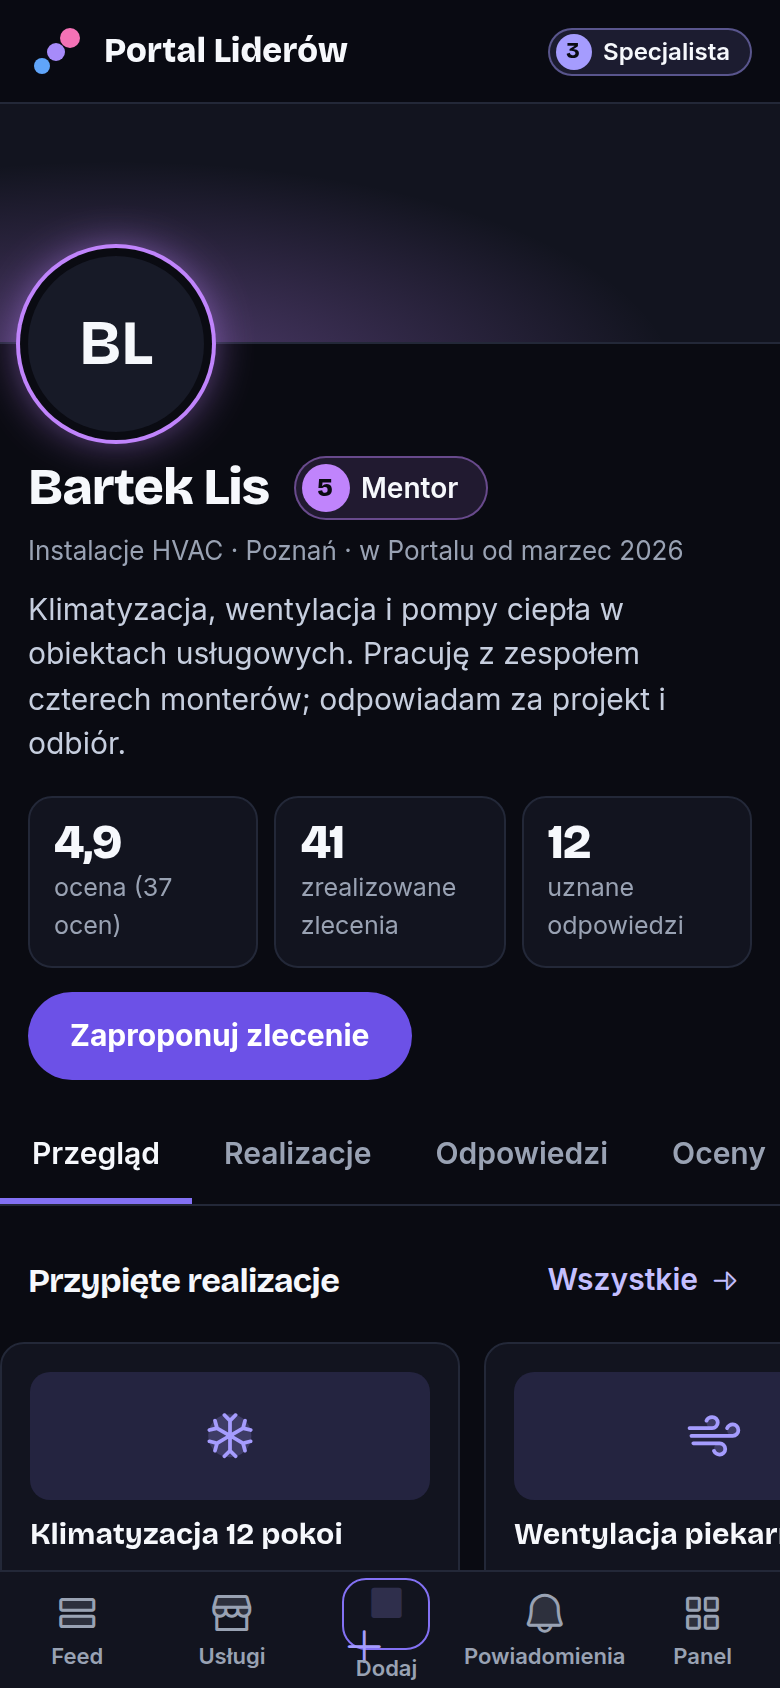 Portal Liderów
3 Specjalista
BL
Bartek Lis
5 Mentor
Instalacje HVAC · Poznań · w Portalu od marzec 2026
Klimatyzacja, wentylacja i pompy ciepła w
obiektach usługowych. Pracuję z zespołem
czterech monterów; odpowiadam za projekt i
odbiór.
4,9
ocena (37
ocen)
41
zrealizowane
zlecenia
12
uznane
odpowiedzi
Zaproponuj zlecenie
Przegląd
Realizacje
Odpowiedzi
Oceny
Przypięte realizacje
Wszystkie
Klimatyzacja 12 pokoi
Wentylacja piekar
Feed
Usługi
Dodaj
Powiadomienia
Panel